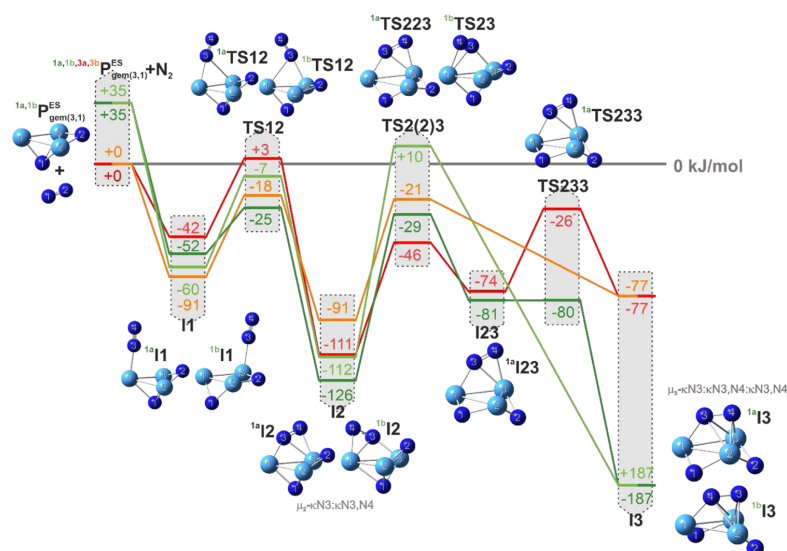 1a,1b,3a,3b P ES gem(3,1) +N2
+35
+35
+0
+0
1a,1b P ES gem(3,1)
+
1aTS12
1bTS12
1aTS223
1bTS23
TS12
TS2(2)3
1aTS233
TS233
0 kJ/mol
+3
-7
-18
-25
+10
-21
-29
-46
-26
-42
-52
-60
-91
I1
-91
-111
-112
-126
I2
-74
-81
I23
-80
-77
-77
+187
-187
I3
1aI1
1bI1
1aI2
1bI2
μ2-κN3:κN3,N4
1aI23
μ3-κN3:κN3,N4:κN3,N4
1aI3
1bI3